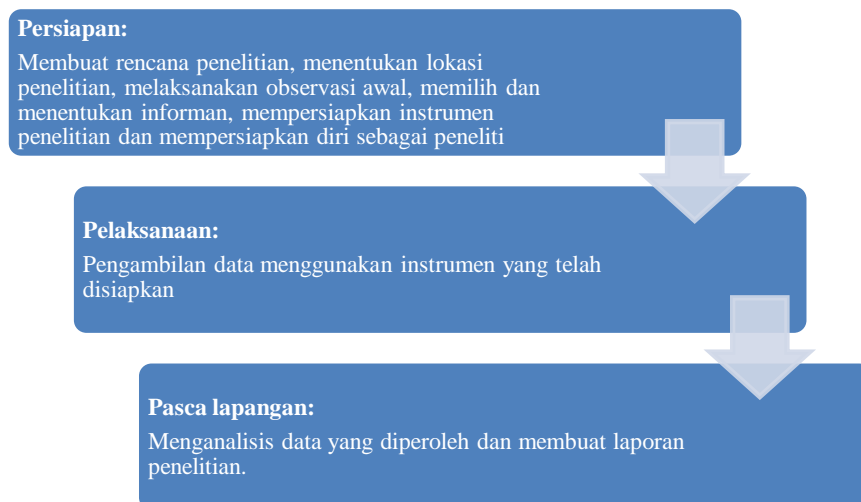 Persiapan:
Membuat rencana penelitian, menentukan lokasi
penelitian, melaksanakan observasi awal, memilih dan
menentukan informan, mempersiapkan instrumen
penelitian dan mempersiapkan diri sebagai peneliti
Pelaksanaan:
Pengambilan data menggunakan instrumen yang telah
disiapkan
Pasca lapangan:
Menganalisis data yang diperoleh dan membuat laporan
penelitian.